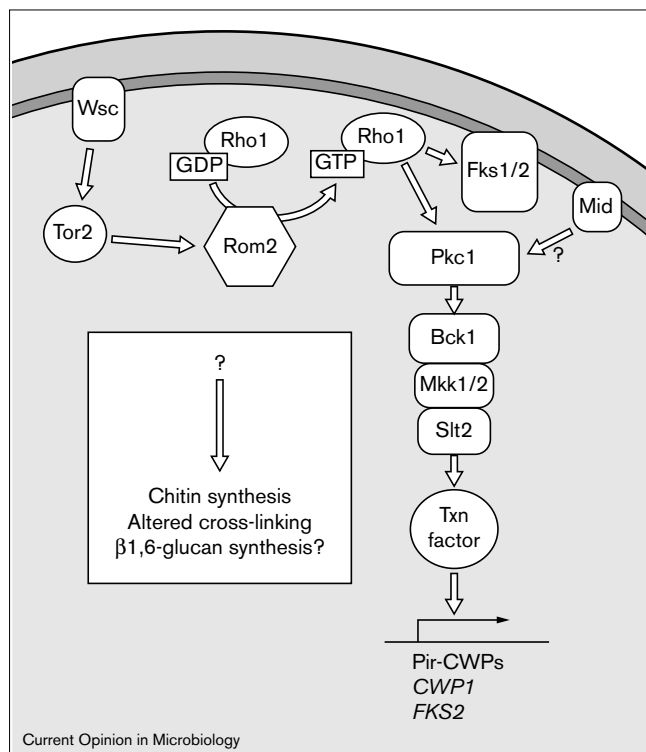 Wsc
Rho1
GDP
Rho1
GTP
Fks1/2
Mid
Tor2
Rom2
Pkc1
?
Bck1
Mkk1/2
Slt2
?
Chitin synthesis
Altered cross-linking
β1,6-glucan synthesis?
Txn
factor
Pir-CWPs
CWP1
FKS2
Current Opinion in Microbiology